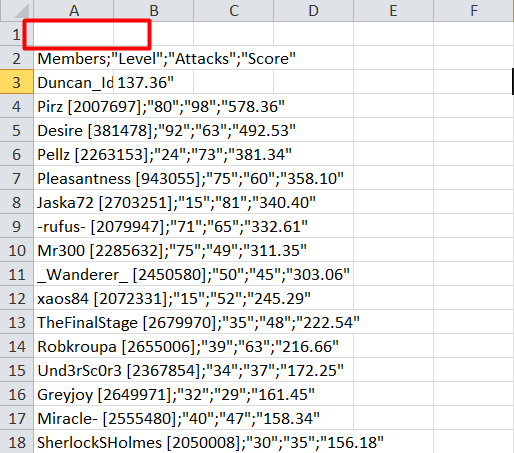 A B C D E F
1
2 Members;"Level";"Attacks";"Score"
3 Duncan_Id 137.36"
4 Pirz [2007697];"80";"98";"578.36"
5 Desire [381478];"92";"63";"492.53"
6 Pellz [2263153];"24";"73";"381.34"
7 Pleasantness [943055];"75";"60";"358.10"
8 Jaska72 [2703251];"15";"81";"340.40"
9 -rufus- [2079947];"71";"65";"332.61"
10 Mr300 [2285632];"75";"49";"311.35"
11 _Wanderer_ [2450580];"50";"45";"303.06"
12 xaos84 [2072331];"15";"52";"245.29"
13 TheFinalStage [2679970];"35";"48";"222.54"
14 Robkroupa [2655006];"39";"63";"216.66"
15 Und3rSc0r3 [2367854];"34";"37";"172.25"
16 Greyjoy [2649971];"32";"29";"161.45"
17 Miracle- [2555480];"40";"47";"158.34"
18 SherlockSHolmes [2050008];"30";"35";"156.18"